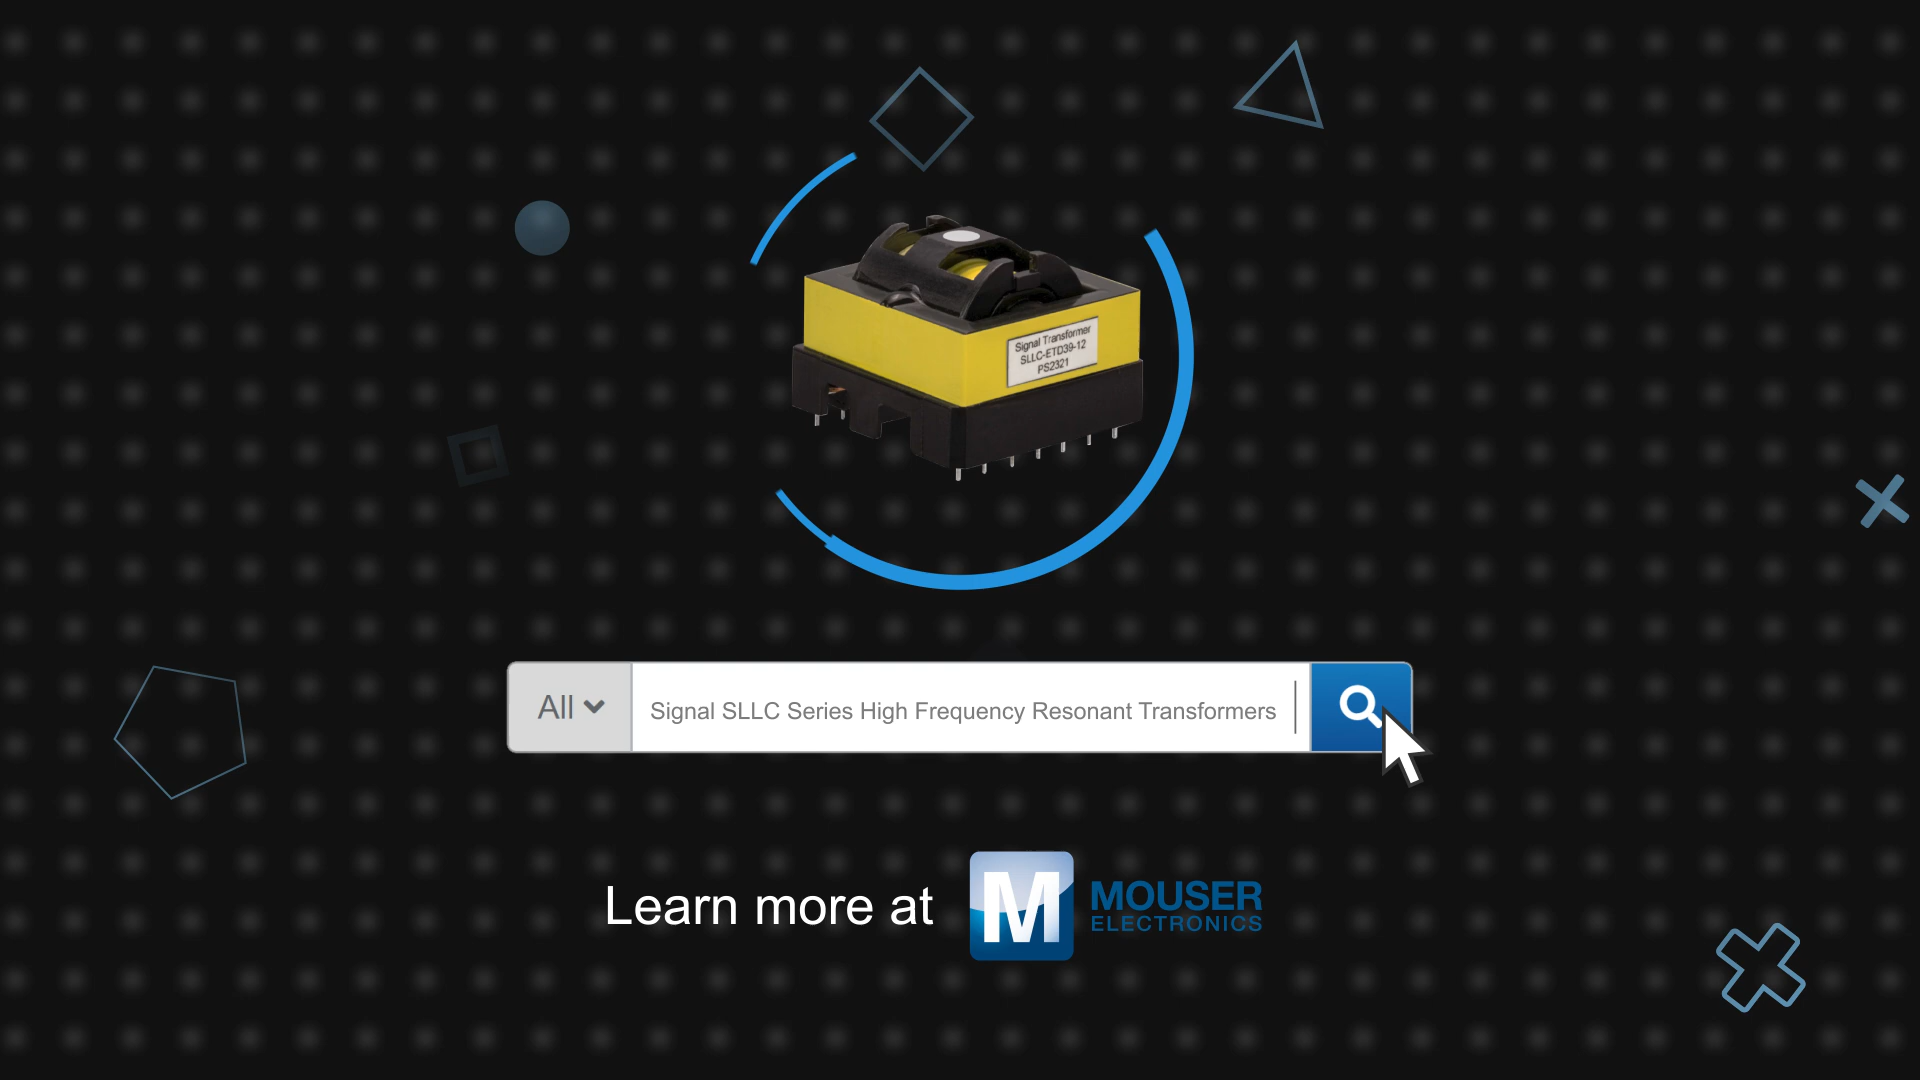 Signal Transformer
SLLC-ETD39-12
PS2321
All
Signal SLLC Series High Frequency Resonant Transformers
Learn more at
M
MOUSER
ELECTRONICS